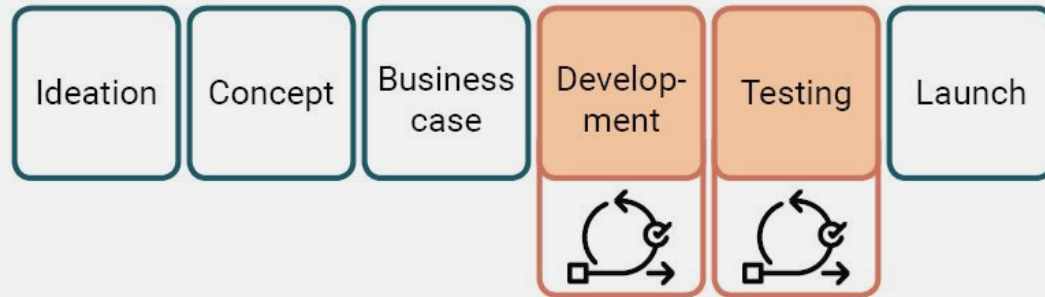 Ideation
Concept
Business
case
Develop-
ment
Testing
Launch